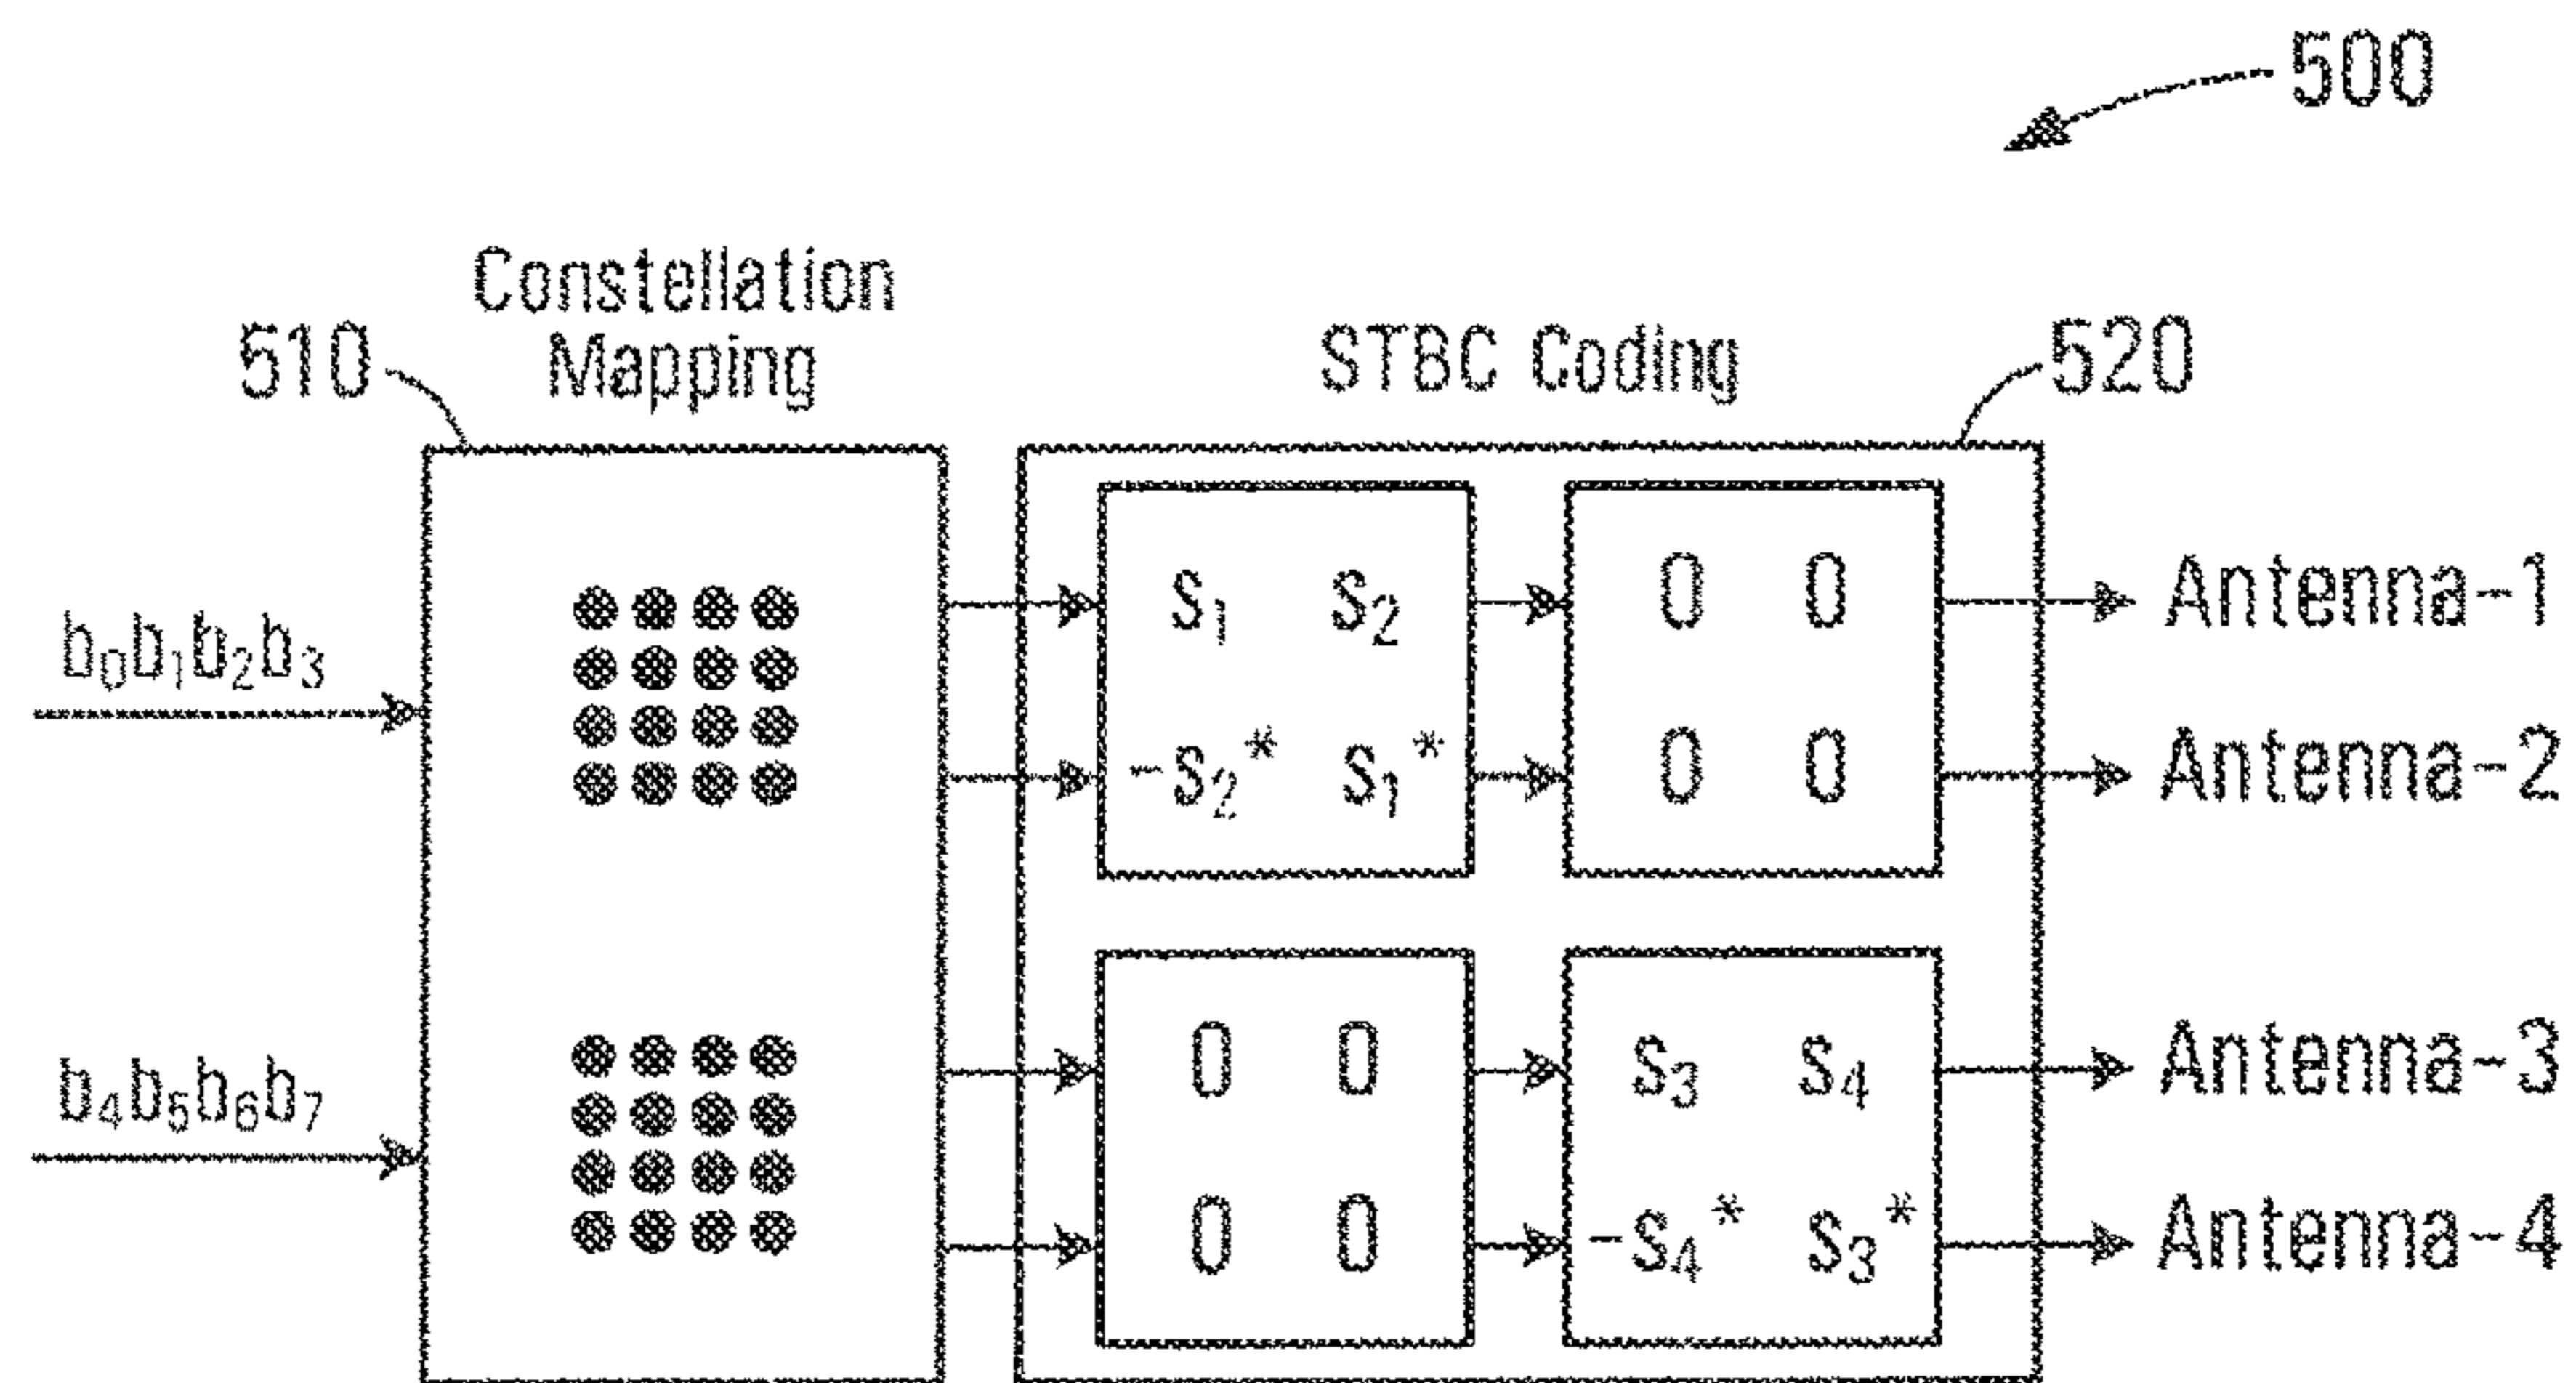 500
Constellation
Mapping
510
STBC Coding
520
b₀b₁b₂b₃
s₁ s₂
0 0
Antenna-1
-s₂* s₁*
0 0
Antenna-2
b₄b₅b₆b₇
0 0
s₃ s₄
Antenna-3
0 0
-s₄* s₃*
Antenna-4